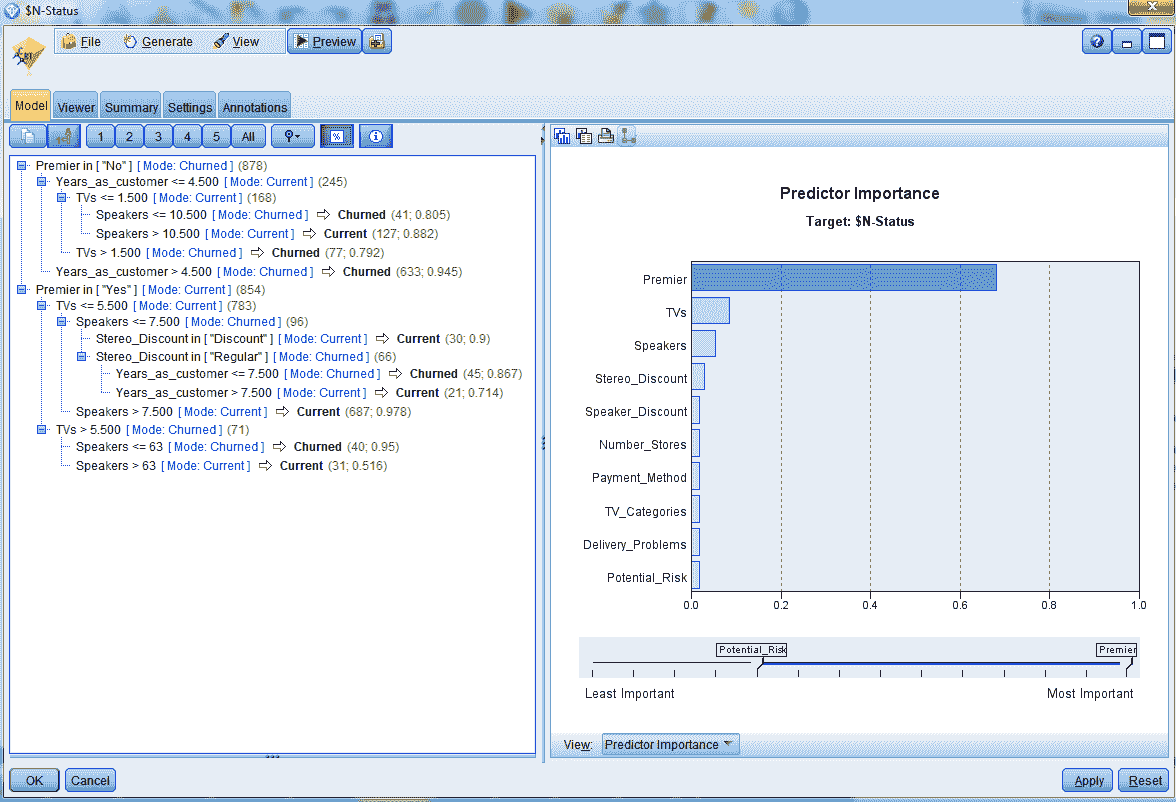 $N-Status
File Generate View Preview
Model Viewer Summary Settings Annotations
1 2 3 4 5 All % i
Premier in [ "No" ] [ Mode: Churned ] (878)
Years_as_customer <= 4.500 [ Mode: Current ] (245)
TVs <= 1.500 [ Mode: Current ] (168)
Speakers <= 10.500 [ Mode: Churned ] ⇨ Churned (41; 0.805)
Speakers > 10.500 [ Mode: Current ] ⇨ Current (127; 0.882)
TVs > 1.500 [ Mode: Churned ] ⇨ Churned (77; 0.792)
Years_as_customer > 4.500 [ Mode: Churned ] ⇨ Churned (633; 0.945)
Premier in [ "Yes" ] [ Mode: Current ] (854)
TVs <= 5.500 [ Mode: Current ] (783)
Speakers <= 7.500 [ Mode: Churned ] (96)
Stereo_Discount in [ "Discount" ] [ Mode: Current ] ⇨ Current (30; 0.9)
Stereo_Discount in [ "Regular" ] [ Mode: Churned ] (66)
Years_as_customer <= 7.500 [ Mode: Churned ] ⇨ Churned (45; 0.867)
Years_as_customer > 7.500 [ Mode: Current ] ⇨ Current (21; 0.714)
Speakers > 7.500 [ Mode: Current ] ⇨ Current (687; 0.978)
TVs > 5.500 [ Mode: Churned ] (71)
Speakers <= 63 [ Mode: Churned ] ⇨ Churned (40; 0.95)
Speakers > 63 [ Mode: Current ] ⇨ Current (31; 0.516)
Predictor Importance
Target: $N-Status
Premier
TVs
Speakers
Stereo_Discount
Speaker_Discount
Number_Stores
Payment_Method
TV_Categories
Delivery_Problems
Potential_Risk
0.0 0.2 0.4 0.6 0.8 1.0
Potential_Risk Premier
Least Important Most Important
View: Predictor Importance
OK Cancel Apply Reset